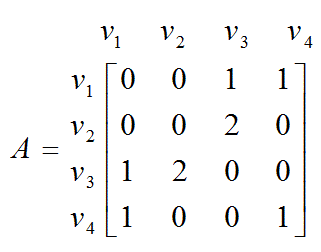 v₁ v₂ v₃ v₄
v₁ 0 0 1 1
v₂ 0 0 2 0
A = v₃ 1 2 0 0
v₄ 1 0 0 1